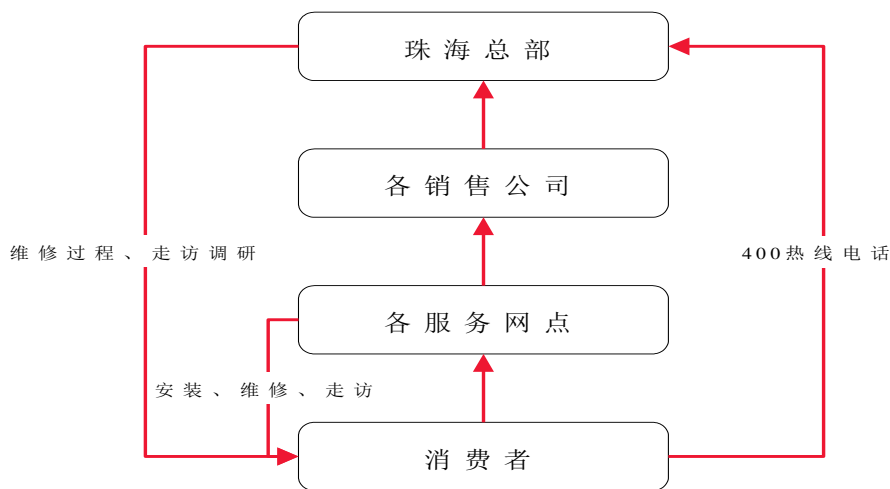 珠海总部
各销售公司
维修过程、走访调研
400热线电话
各服务网点
安装、维修、走访
消费者